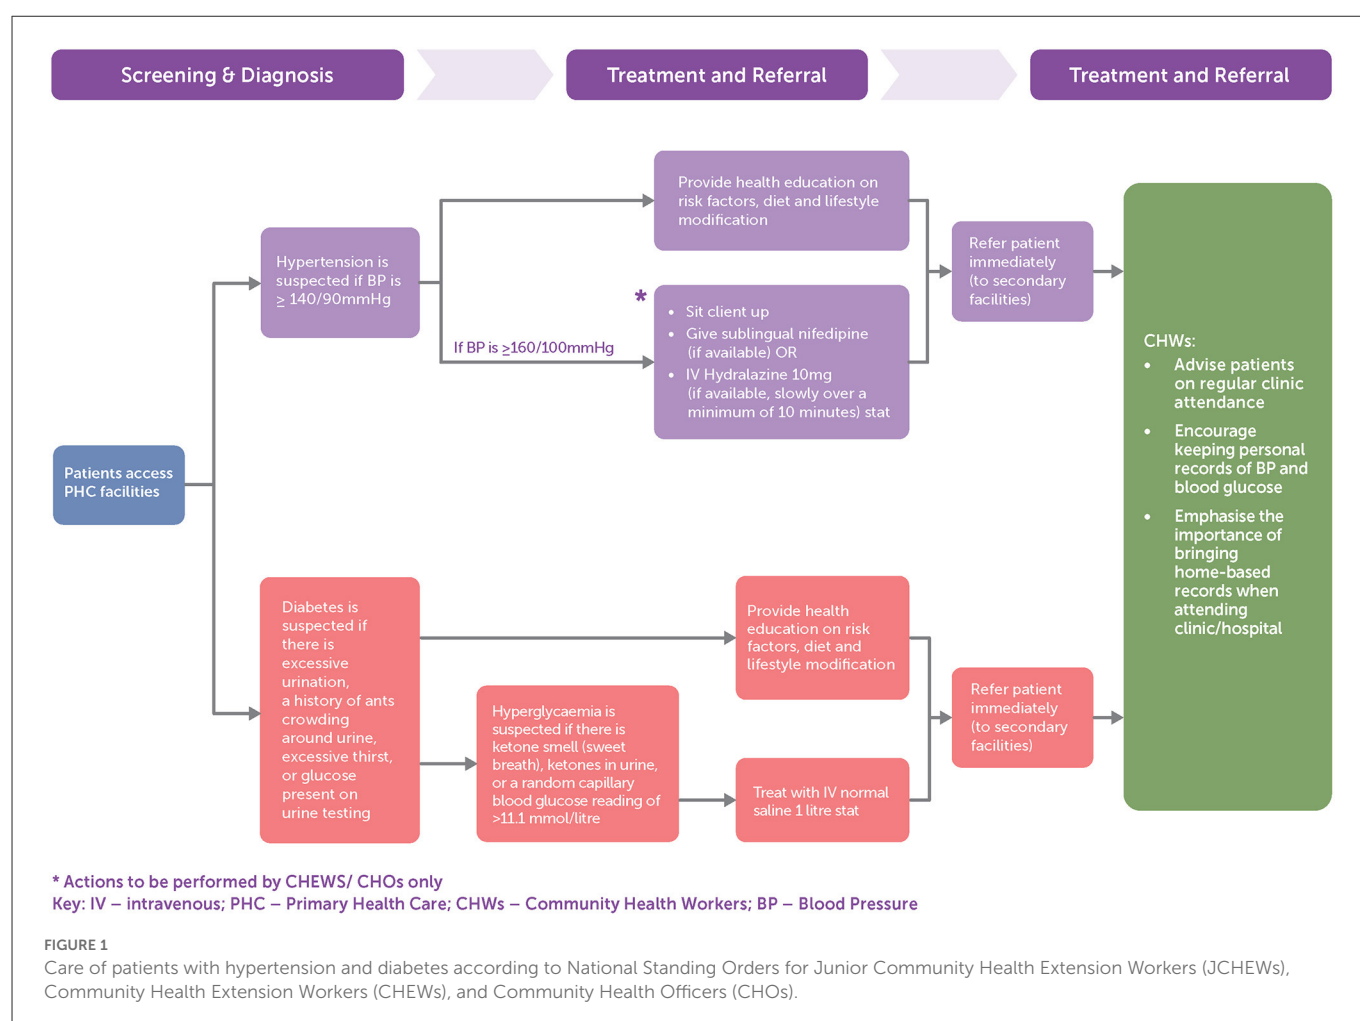 Screening & Diagnosis
Treatment and Referral
Treatment and Referral
Patients access
PHC facilities
Hypertension is
suspected if BP is
≥ 140/90mmHg
If BP is ≥160/100mmHg
Provide health education on
risk factors, diet and lifestyle
modification
*
• Sit client up
• Give sublingual nifedipine
(if available) OR
• IV Hydralazine 10mg
(if available, slowly over a
minimum of 10 minutes) stat
Refer patient
immediately
(to secondary
facilities)
Diabetes is
suspected if
there is
excessive
urination,
a history of ants
crowding
around urine,
excessive thirst,
or glucose
present on
urine testing
Hyperglycaemia is
suspected if there is
ketone smell (sweet
breath), ketones in urine,
or a random capillary
blood glucose reading of
>11.1 mmol/litre
Provide health
education on risk
factors, diet and
lifestyle modification
Treat with IV normal
saline 1 litre stat
Refer patient
immediately
(to secondary
facilities)
CHWs:
• Advise patients
on regular clinic
attendance
• Encourage
keeping personal
records of BP and
blood glucose
• Emphasise the
importance of
bringing
home-based
records when
attending
clinic/hospital
* Actions to be performed by CHEWS/ CHOs only
Key: IV – intravenous; PHC – Primary Health Care; CHWs – Community Health Workers; BP – Blood Pressure
FIGURE 1
Care of patients with hypertension and diabetes according to National Standing Orders for Junior Community Health Extension Workers (JCHEWs),
Community Health Extension Workers (CHEWs), and Community Health Officers (CHOs).